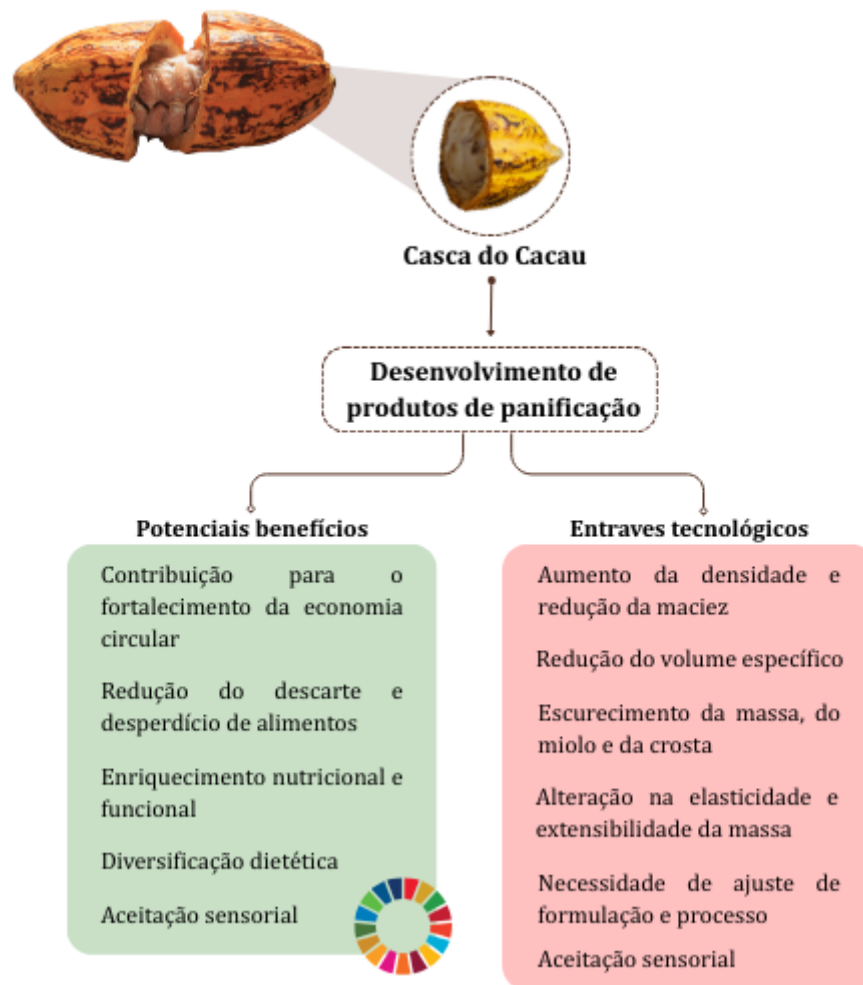 Casca do Cacau
Desenvolvimento de
produtos de panificação
Potenciais benefícios
Contribuição para o
fortalecimento da economia
circular
Redução do descarte e
desperdício de alimentos
Enriquecimento nutricional e
funcional
Diversificação dietética
Aceitação sensorial
Entraves tecnológicos
Aumento da densidade e
redução da maciez
Redução do volume específico
Escurecimento da massa, do
miolo e da crosta
Alteração na elasticidade e
extensibilidade da massa
Necessidade de ajuste de
formulação e processo
Aceitação sensorial